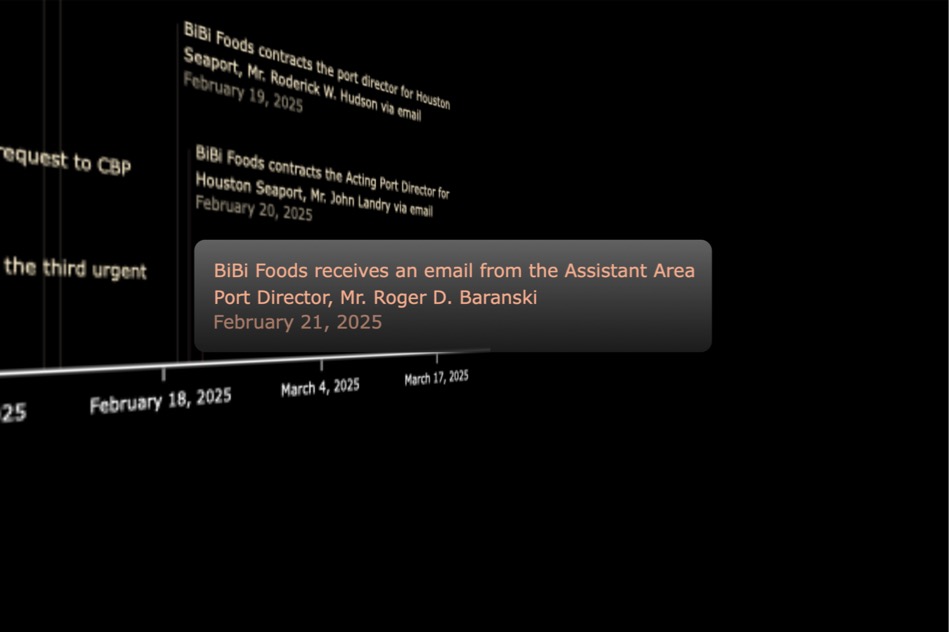 BiBi Foods contracts the port director for Houston
Seaport, Mr. Roderick W. Hudson via email
February 19, 2025
request to CBP
BiBi Foods contracts the Acting Port Director for
Houston Seaport, Mr. John Landry via email
February 20, 2025
the third urgent
BiBi Foods receives an email from the Assistant Area
Port Director, Mr. Roger D. Baranski
February 21, 2025
25
February 18, 2025
March 4, 2025
March 17, 2025